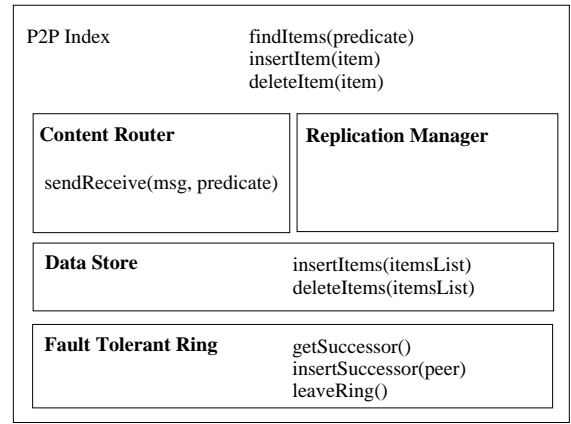 P2P Index findItems(predicate)
insertItem(item)
deleteItem(item)
Content Router
sendReceive(msg, predicate)
Replication Manager
Data Store insertItems(itemsList)
deleteItems(itemsList)
Fault Tolerant Ring getSuccessor()
insertSuccessor(peer)
leaveRing()